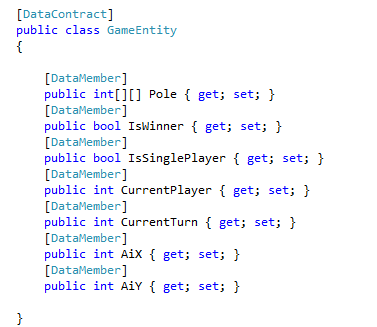 [DataContract]
public class GameEntity
{
[DataMember]
public int[][] Pole { get; set; }
[DataMember]
public bool IsWinner { get; set; }
[DataMember]
public bool IsSinglePlayer { get; set; }
[DataMember]
public int CurrentPlayer { get; set; }
[DataMember]
public int CurrentTurn { get; set; }
[DataMember]
public int AiX { get; set; }
[DataMember]
public int AiY { get; set; }
}